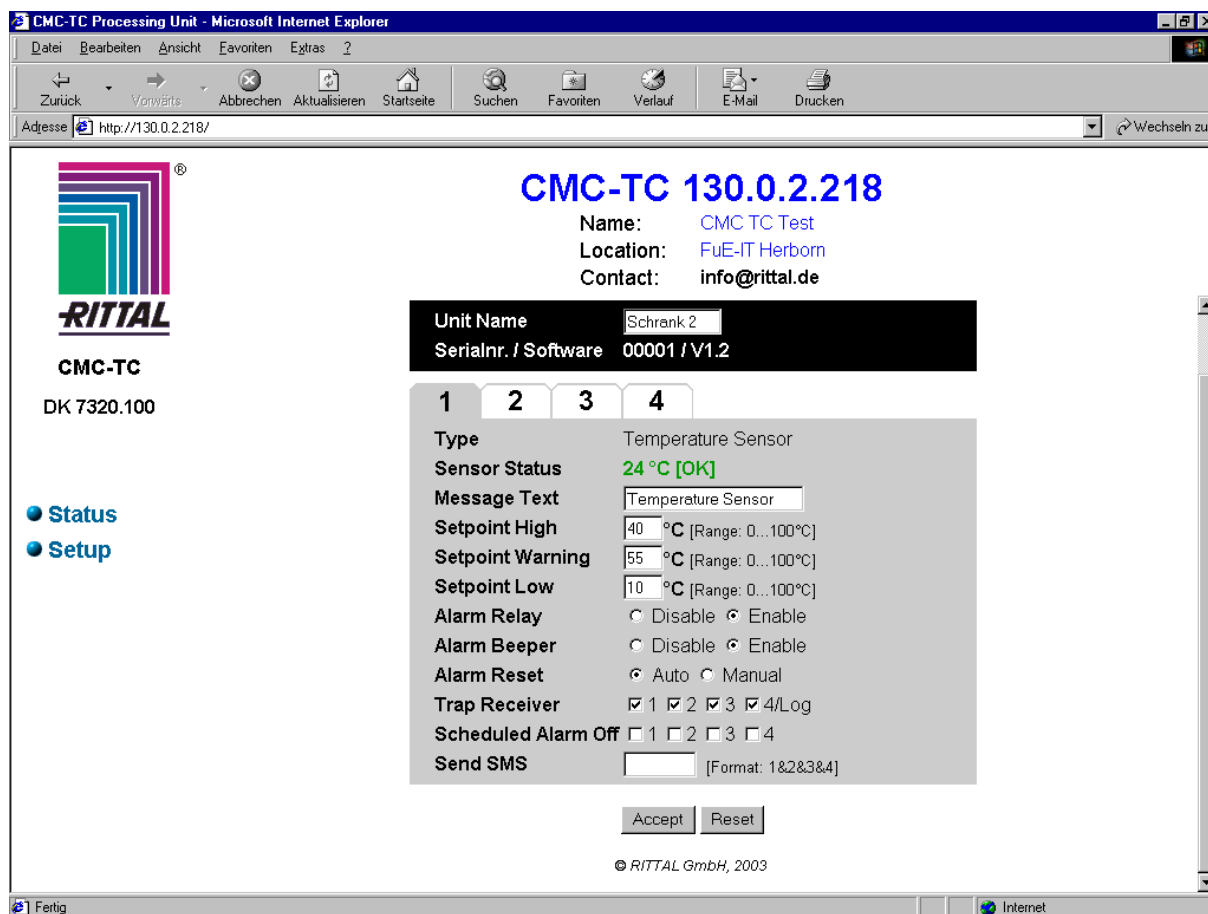 CMC-TC Processing Unit - Microsoft Internet Explorer
Datei Bearbeiten Ansicht Favoriten Extras ?
Zurück Vorwärts Abbrechen Aktualisieren Startseite Suchen Favoriten Verlauf E-Mail Drucken
Adresse http://130.0.2.218/ Wechseln zu
®
RITTAL
CMC-TC
DK 7320.100
Status
Setup
CMC-TC 130.0.2.218
Name: CMC TC Test
Location: FuE-IT Herborn
Contact: info@rittal.de
Unit Name Schrank 2
Serialnr. / Software 00001 / V1.2
1 2 3 4
Type Temperature Sensor
Sensor Status 24 °C [OK]
Message Text Temperature Sensor
Setpoint High 40 °C [Range: 0...100°C]
Setpoint Warning 55 °C [Range: 0...100°C]
Setpoint Low 10 °C [Range: 0...100°C]
Alarm Relay Disable Enable
Alarm Beeper Disable Enable
Alarm Reset Auto Manual
Trap Receiver 1 2 3 4/Log
Scheduled Alarm Off 1 2 3 4
Send SMS [Format: 1&2&3&4]
Accept Reset
© RITTAL GmbH, 2003
Fertig Internet